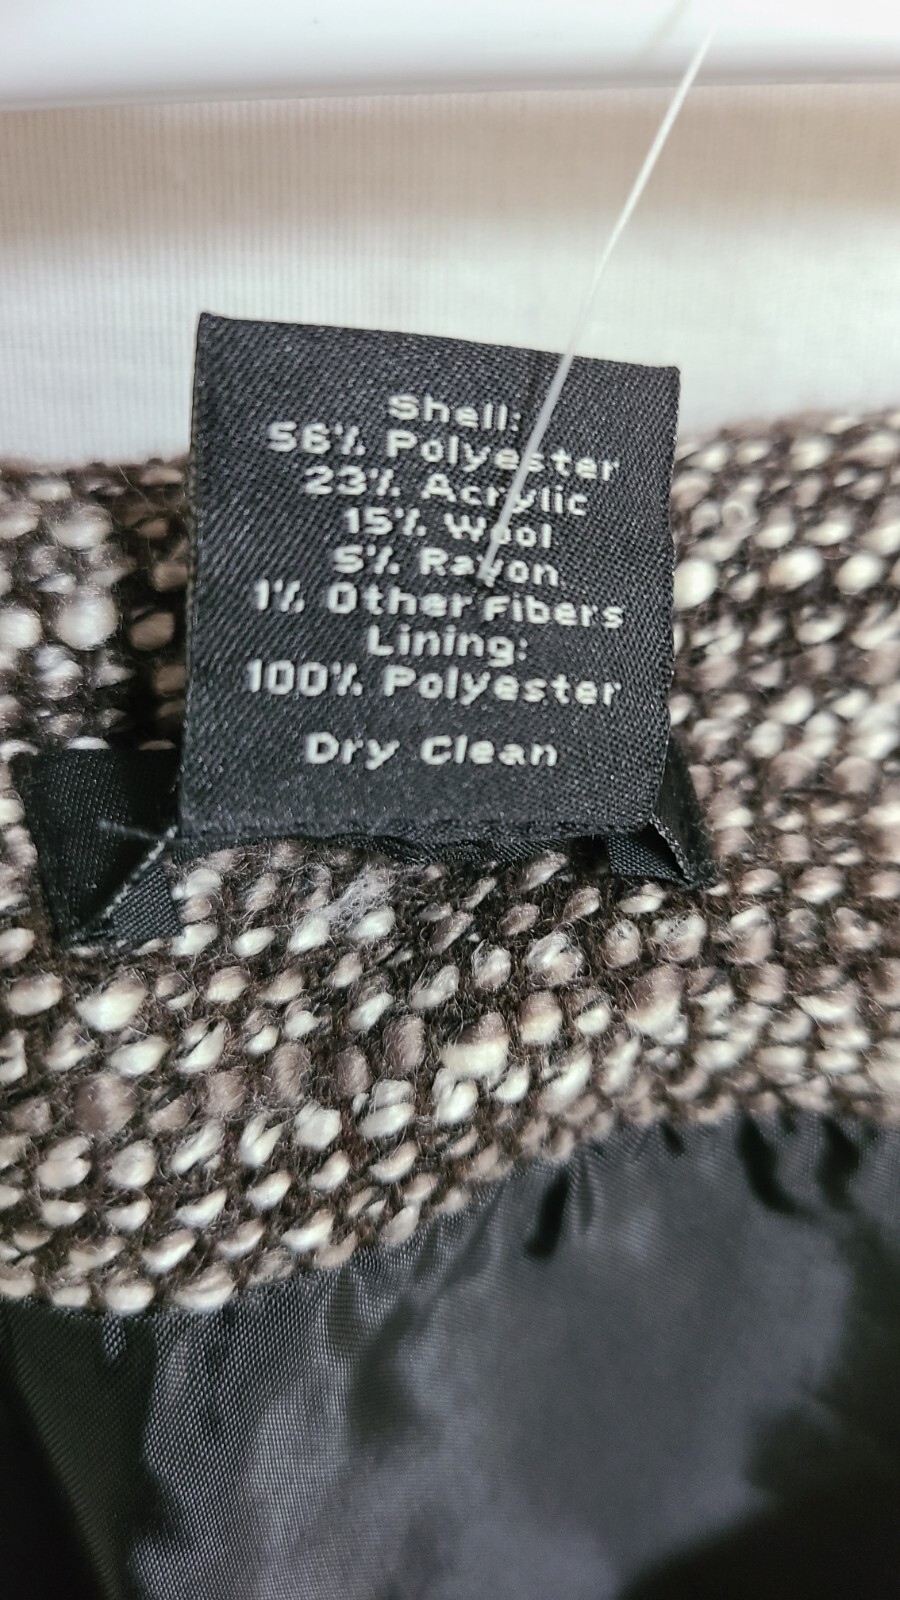 Shell:
56% Polyester
23% Acrylic
15% Wool
5% Rayon
1% Other Fibers
Lining:
100% Polyester
Dry Clean